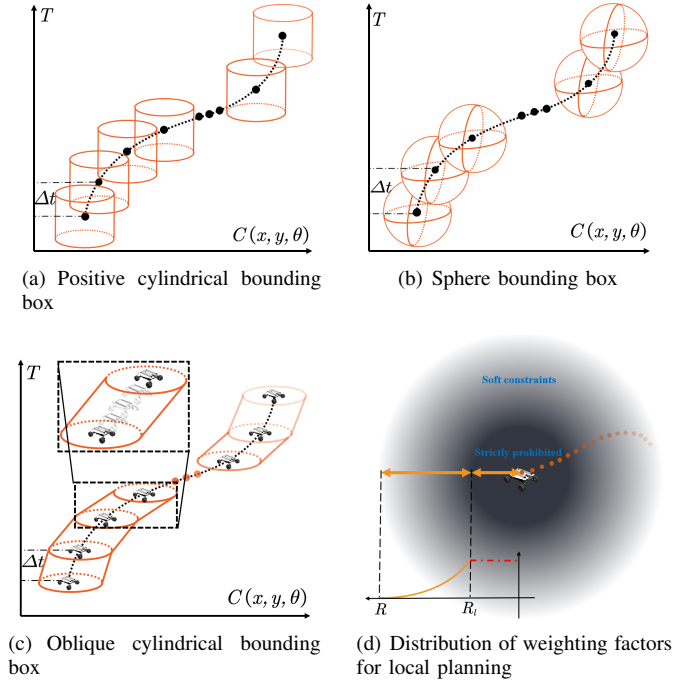 T
Δt
C(x, y, θ)
(a) Positive cylindrical bounding
box
T
Δt
C(x, y, θ)
(b) Sphere bounding box
T
Δt
C(x, y, θ)
(c) Oblique cylindrical bounding
box
Soft constraints
Strictly prohibited
R
R_l
(d) Distribution of weighting factors
for local planning